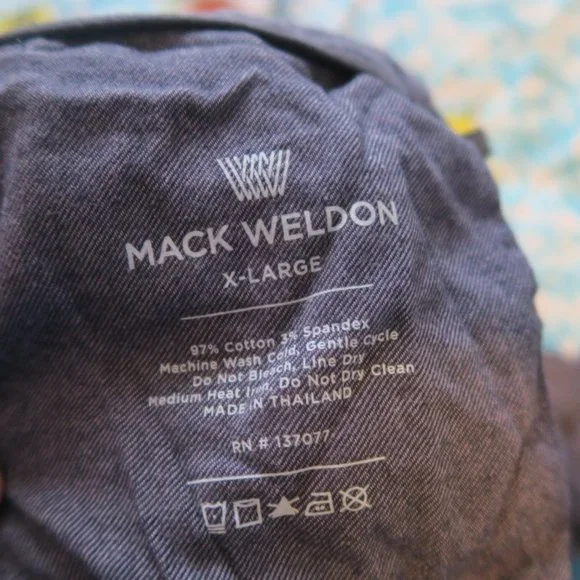 MACK WELDON
X-LARGE
97% Cotton 3% Spandex
Machine Wash Cold, Gentle Cycle
Do Not Bleach, Line Dry
Medium Heat Iron, Do Not Dry Clean
MADE IN THAILAND
RN # 137077